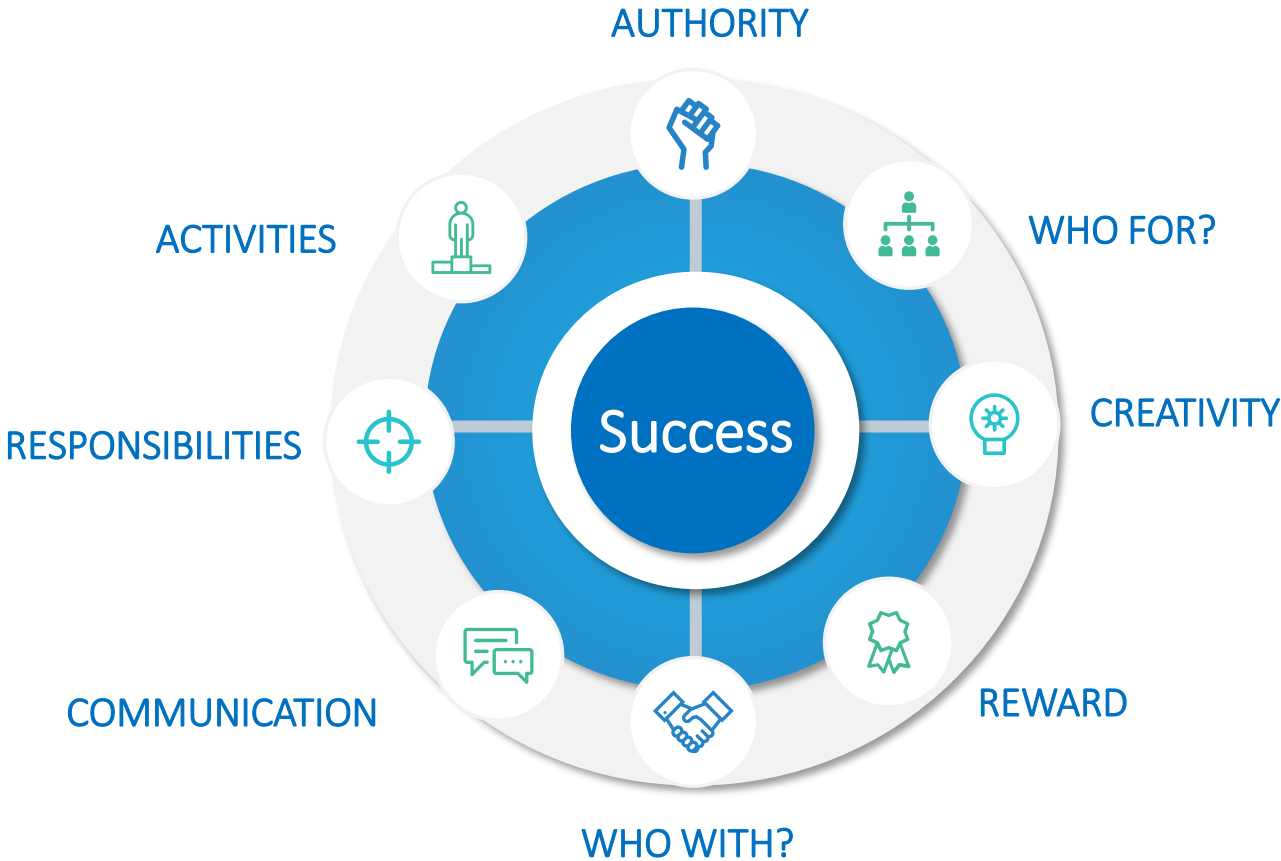 AUTHORITY
WHO FOR?
ACTIVITIES
CREATIVITY
Success
RESPONSIBILITIES
REWARD
COMMUNICATION
WHO WITH?